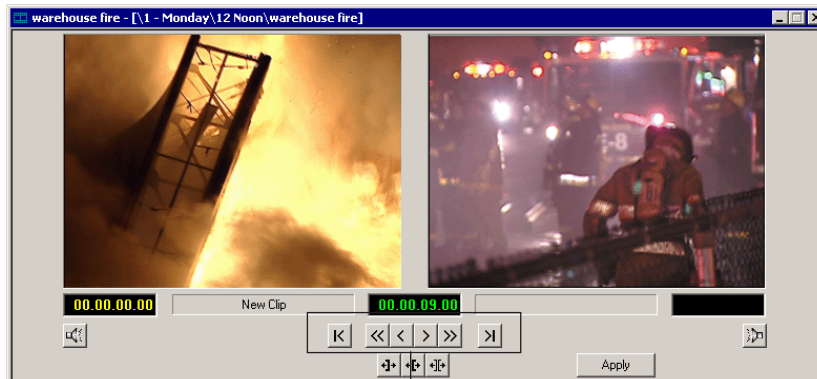 warehouse fire - [\1 - Monday\12 Noon\warehouse fire]
-8
00.00.00.00 New Clip 00.00.09.00
Apply